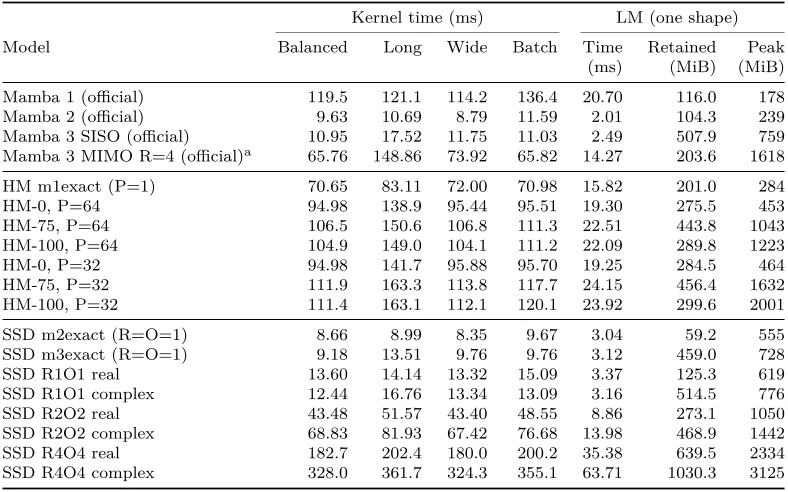 Kernel time (ms) LM (one shape)
Model Balanced Long Wide Batch Time Retained Peak
(ms) (MiB) (MiB)
Mamba 1 (official) 119.5 121.1 114.2 136.4 20.70 116.0 178
Mamba 2 (official) 9.63 10.69 8.79 11.59 2.01 104.3 239
Mamba 3 SISO (official) 10.95 17.52 11.75 11.03 2.49 507.9 759
Mamba 3 MIMO R=4 (official)a 65.76 148.86 73.92 65.82 14.27 203.6 1618
HM m1exact (P=1) 70.65 83.11 72.00 70.98 15.82 201.0 284
HM-0, P=64 94.98 138.9 95.44 95.51 19.30 275.5 453
HM-75, P=64 106.5 150.6 106.8 111.3 22.51 443.8 1043
HM-100, P=64 104.9 149.0 104.1 111.2 22.09 289.8 1223
HM-0, P=32 94.98 141.7 95.88 95.70 19.25 284.5 464
HM-75, P=32 111.9 163.3 113.8 117.7 24.15 456.4 1632
HM-100, P=32 111.4 163.1 112.1 120.1 23.92 299.6 2001
SSD m2exact (R=O=1) 8.66 8.99 8.35 9.67 3.04 59.2 555
SSD m3exact (R=O=1) 9.18 13.51 9.76 9.76 3.12 459.0 728
SSD R1O1 real 13.60 14.14 13.32 15.09 3.37 125.3 619
SSD R1O1 complex 12.44 16.76 13.34 13.09 3.16 514.5 776
SSD R2O2 real 43.48 51.57 43.40 48.55 8.86 273.1 1050
SSD R2O2 complex 68.83 81.93 67.42 76.68 13.98 468.9 1442
SSD R4O4 real 182.7 202.4 180.0 200.2 35.38 639.5 2334
SSD R4O4 complex 328.0 361.7 324.3 355.1 63.71 1030.3 3125